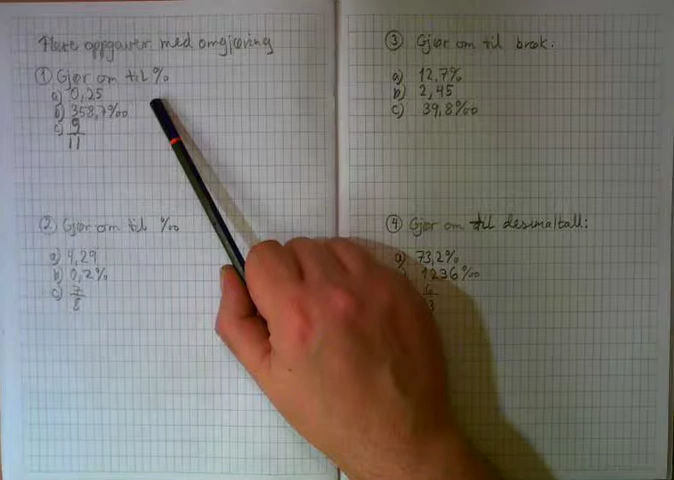 Flere oppgaver med omgjøring
① Gjør om til %
a) 0,25
b) 358,7‰
c) 9/11
② Gjør om til ‰
a) 4,29
b) 0,2%
c) 7/8
③ Gjør om til brøk.
a) 12,7%
b) 2,45
c) 39,8‰
④ Gjør om til desimaltall:
a) 73,2%
1236‰
3